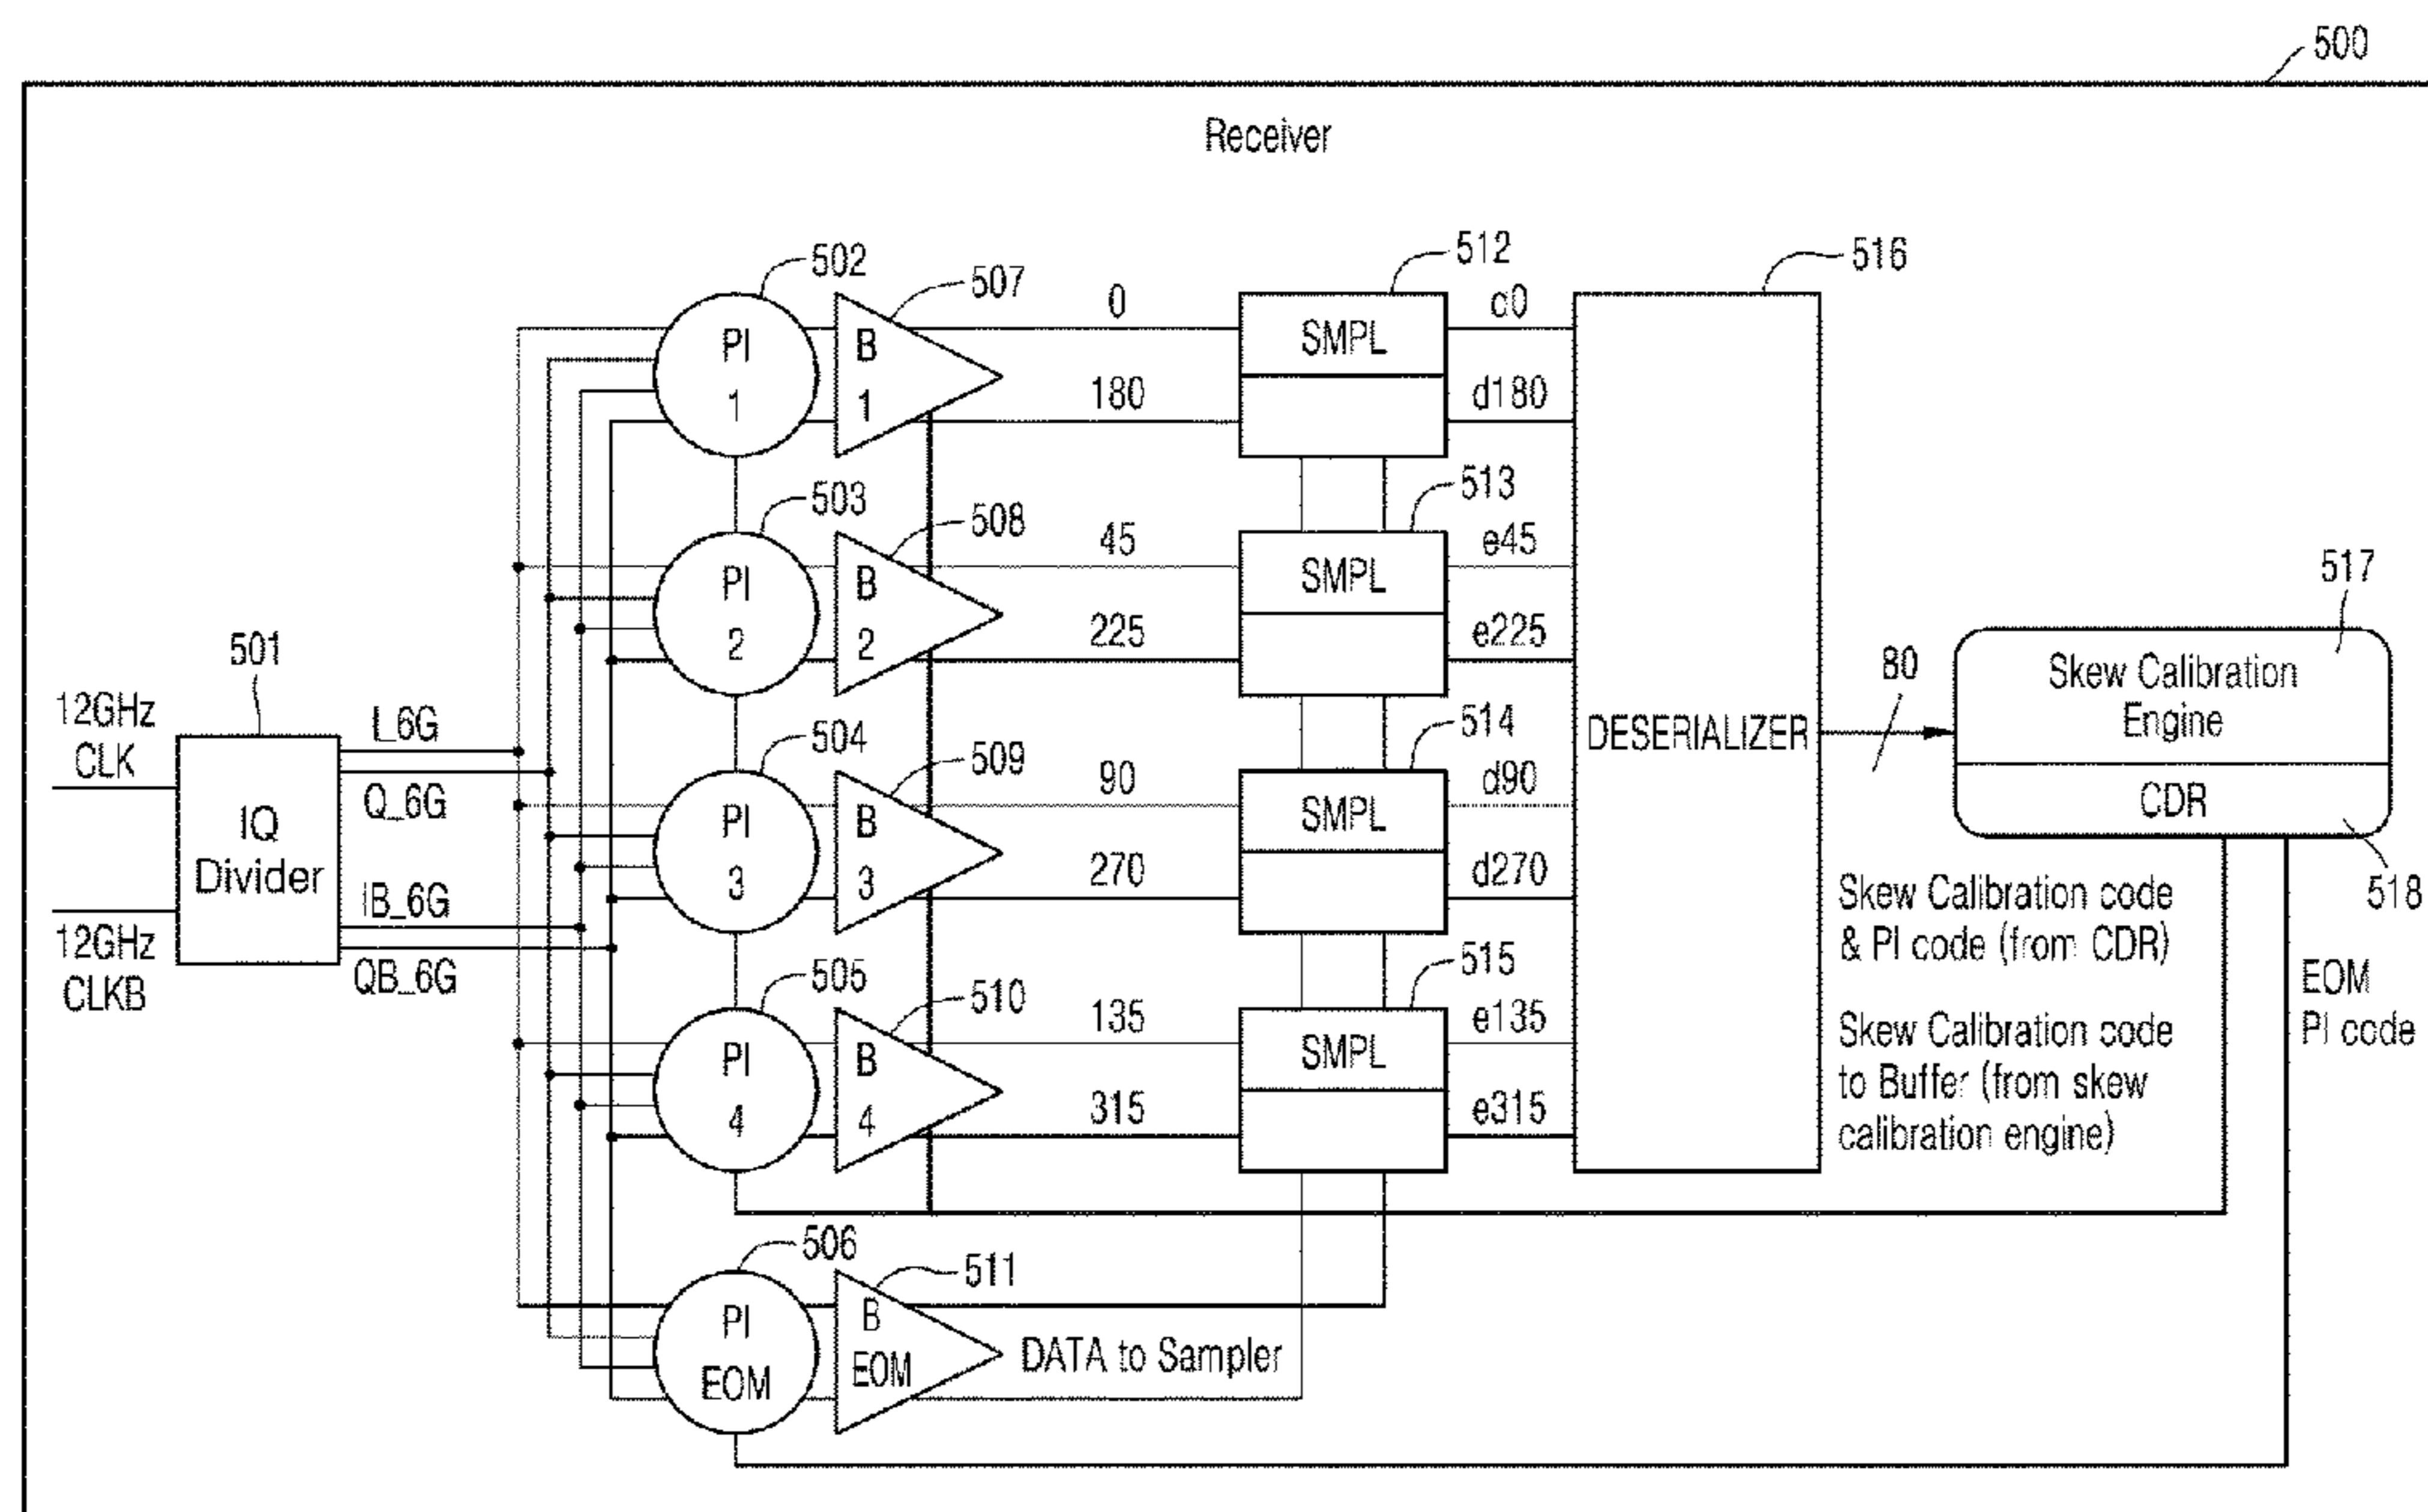 500
Receiver
502
507
512
516
PI
1
B
1
0
180
SMPL
d0
d180
503
508
513
PI
2
B
2
45
225
SMPL
e45
e225
517
501
12GHz
CLK
I_6G
Q_6G
IQ
Divider
IB_6G
QB_6G
12GHz
CLKB
504
509
514
PI
3
B
3
90
270
SMPL
d90
d270
DESERIALIZER
80
Skew Calibration
Engine
CDR
518
505
510
515
PI
4
B
4
135
315
SMPL
e135
e315
Skew Calibration code
& PI code (from CDR)
Skew Calibration code
to Buffer (from skew
calibration engine)
EOM
PI code
506
511
PI
EOM
B
EOM
DATA to Sampler